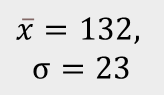 x̄ = 132,
σ = 23